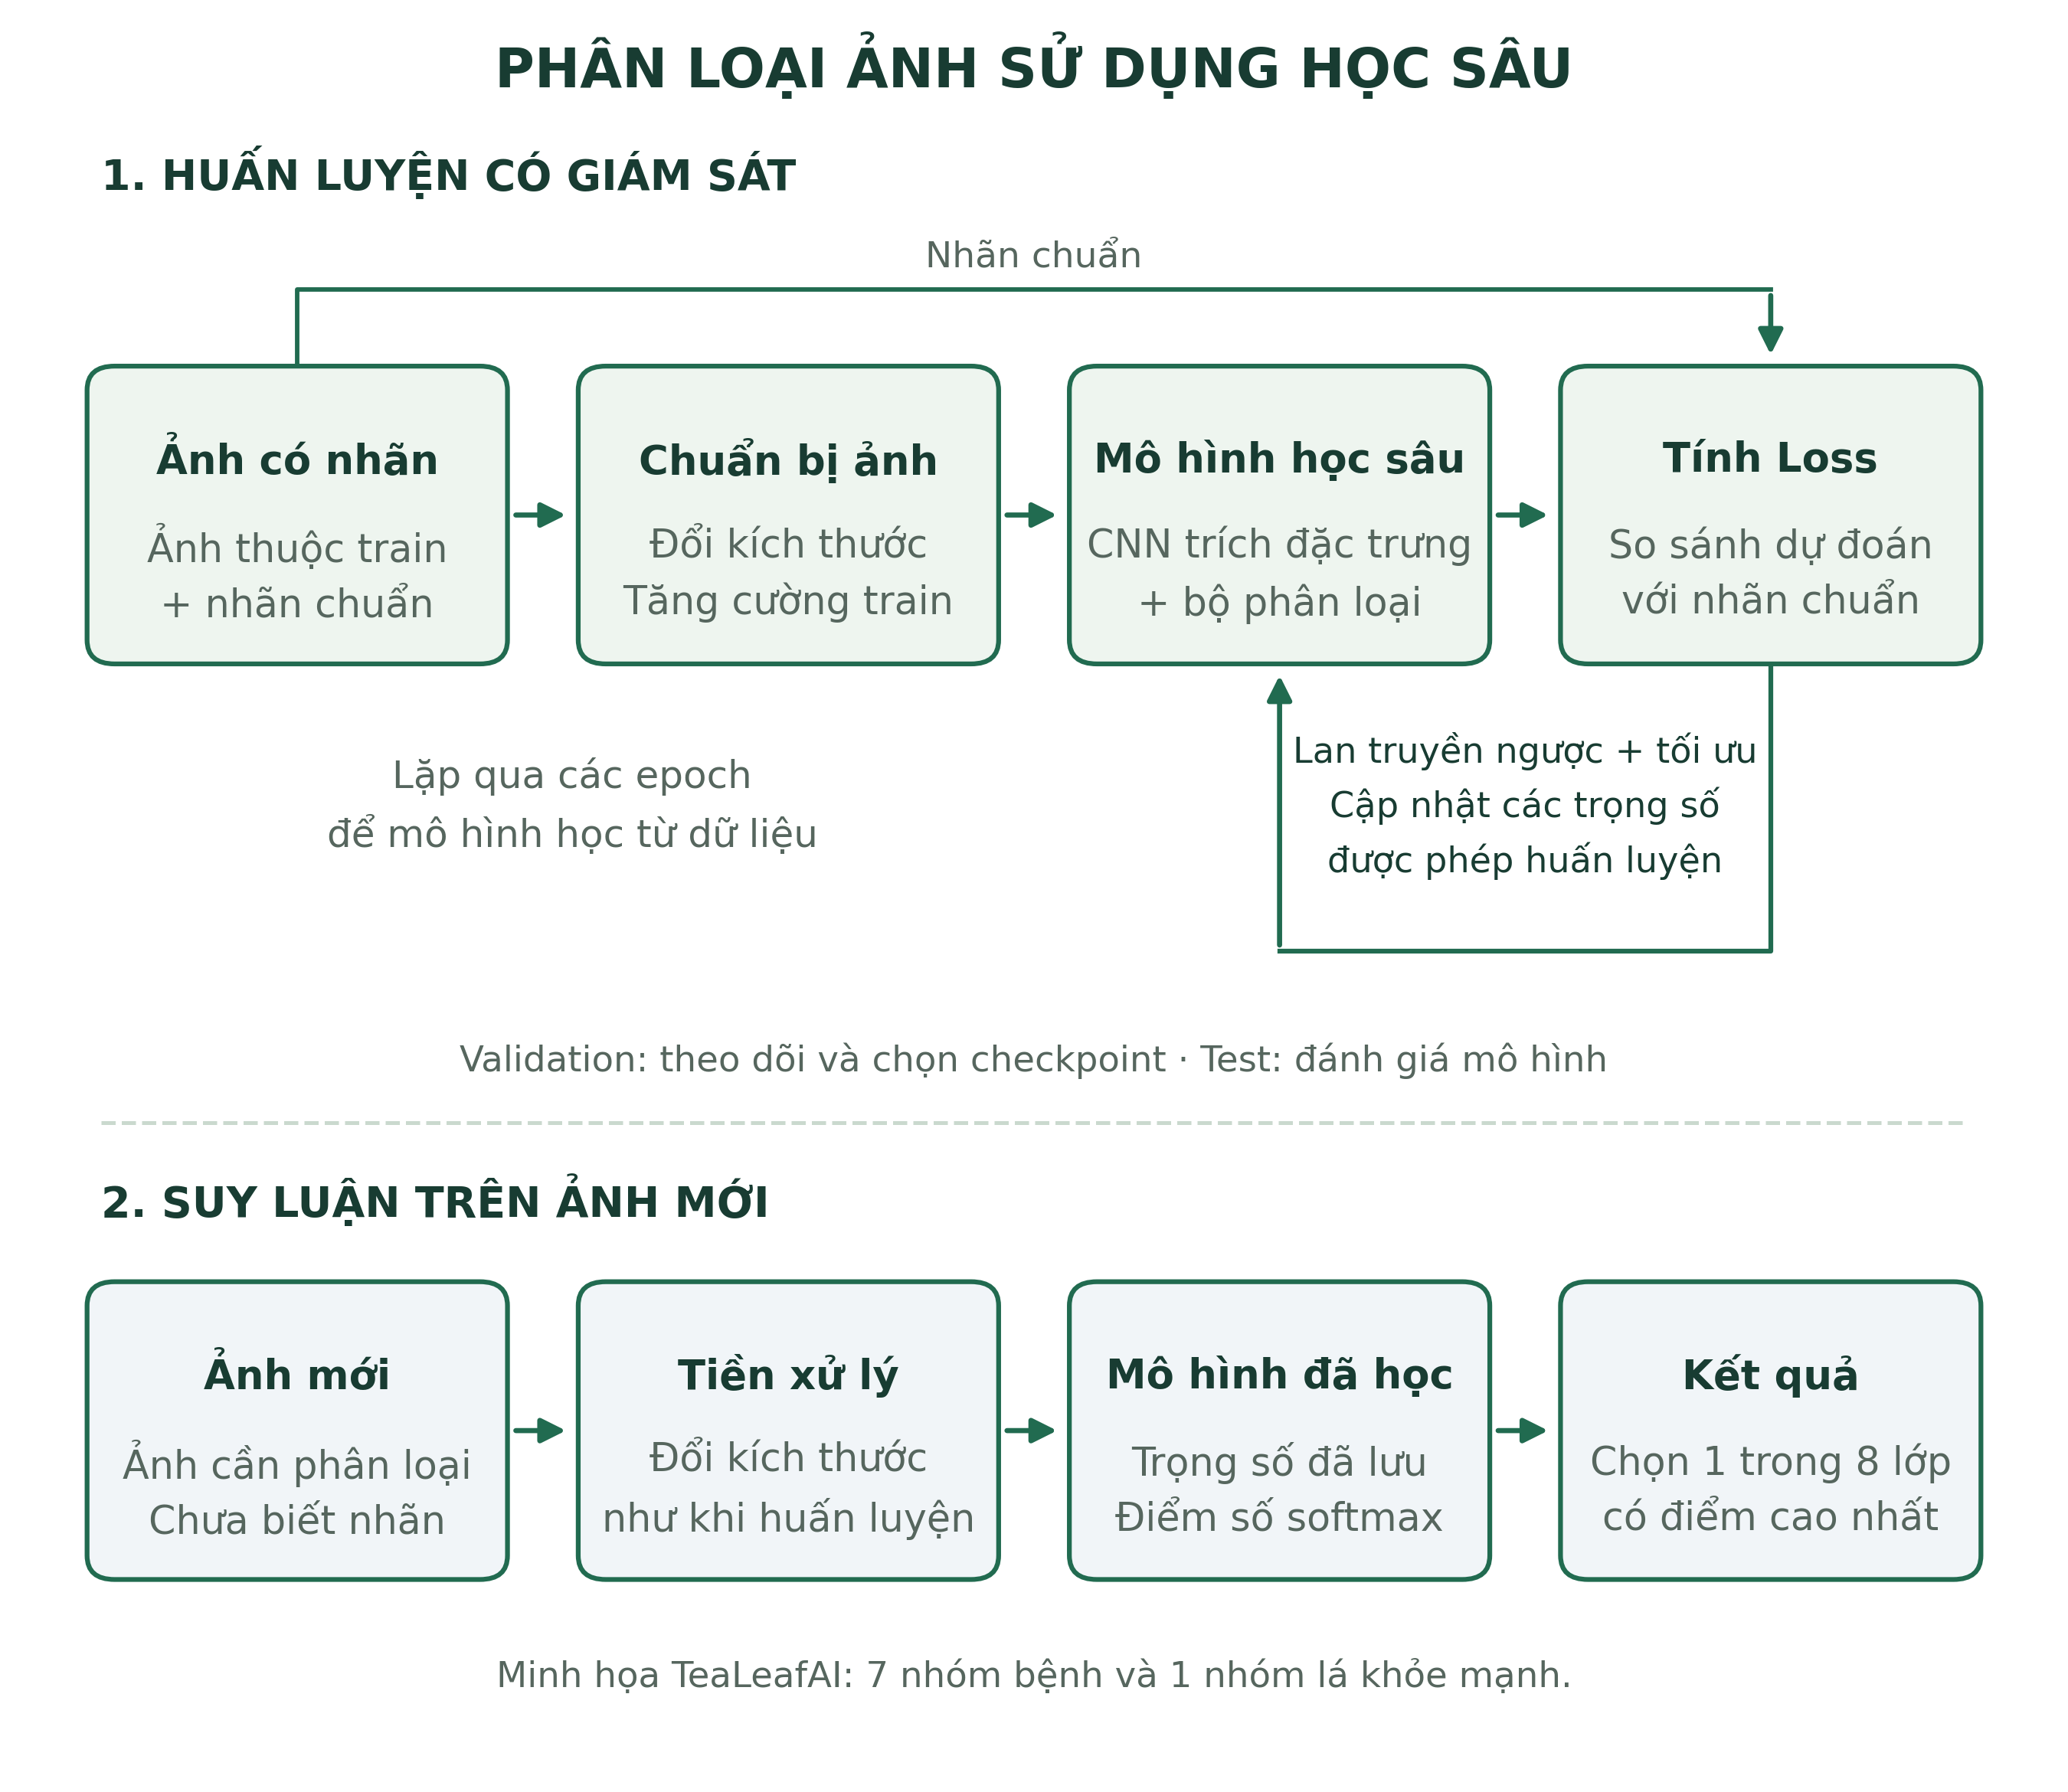 PHÂN LOẠI ẢNH SỬ DỤNG HỌC SÂU
1. HUẤN LUYỆN CÓ GIÁM SÁT
Nhãn chuẩn
Ảnh có nhãn
Ảnh thuộc train
+ nhãn chuẩn
Chuẩn bị ảnh
Đổi kích thước
Tăng cường train
Mô hình học sâu
CNN trích đặc trưng
+ bộ phân loại
Tính Loss
So sánh dự đoán
với nhãn chuẩn
Lặp qua các epoch
để mô hình học từ dữ liệu
Lan truyền ngược + tối ưu
Cập nhật các trọng số
được phép huấn luyện
Validation: theo dõi và chọn checkpoint · Test: đánh giá mô hình
2. SUY LUẬN TRÊN ẢNH MỚI
Ảnh mới
Ảnh cần phân loại
Chưa biết nhãn
Tiền xử lý
Đổi kích thước
như khi huấn luyện
Mô hình đã học
Trọng số đã lưu
Điểm số softmax
Kết quả
Chọn 1 trong 8 lớp
có điểm cao nhất
Minh họa TeaLeafAI: 7 nhóm bệnh và 1 nhóm lá khỏe mạnh.